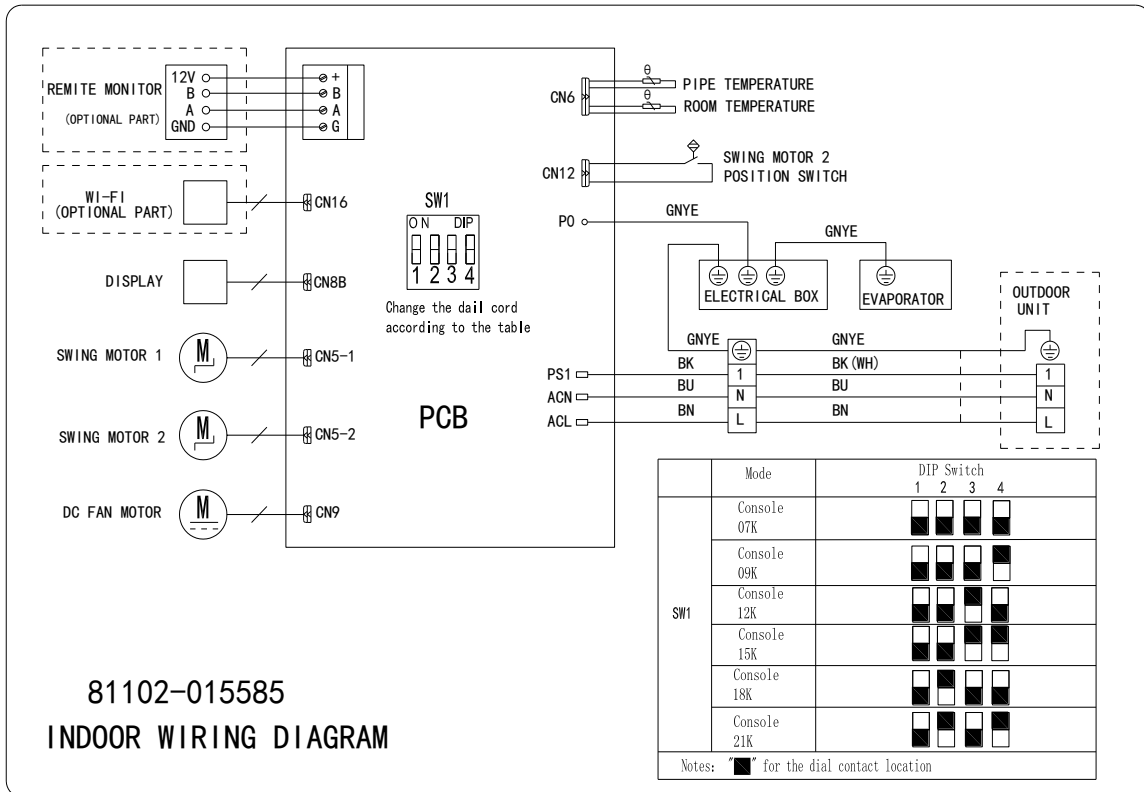 REMITE MONITOR
(OPTIONAL PART)
12V
B
A
GND
+
B
A
G
WI-FI
(OPTIONAL PART)
CN16
DISPLAY
CN8B
SWING MOTOR 1
M
CN5-1
SWING MOTOR 2
M
CN5-2
DC FAN MOTOR
M
CN9
SW1
ON DIP
1 2 3 4
Change the dail cord
according to the table
PCB
CN6
θ
PIPE TEMPERATURE
θ
ROOM TEMPERATURE
CN12
SWING MOTOR 2
POSITION SWITCH
P0
GNYE
GNYE
ELECTRICAL BOX
EVAPORATOR
OUTDOOR
UNIT
GNYE
GNYE
PS1
BK
1
BK(WH)
1
ACN
BU
N
BU
N
ACL
BN
L
BN
L
Mode
DIP Switch
1 2 3 4
SW1
Console
07K
Console
09K
Console
12K
Console
15K
Console
18K
Console
21K
Notes: "■" for the dial contact location
81102-015585
INDOOR WIRING DIAGRAM